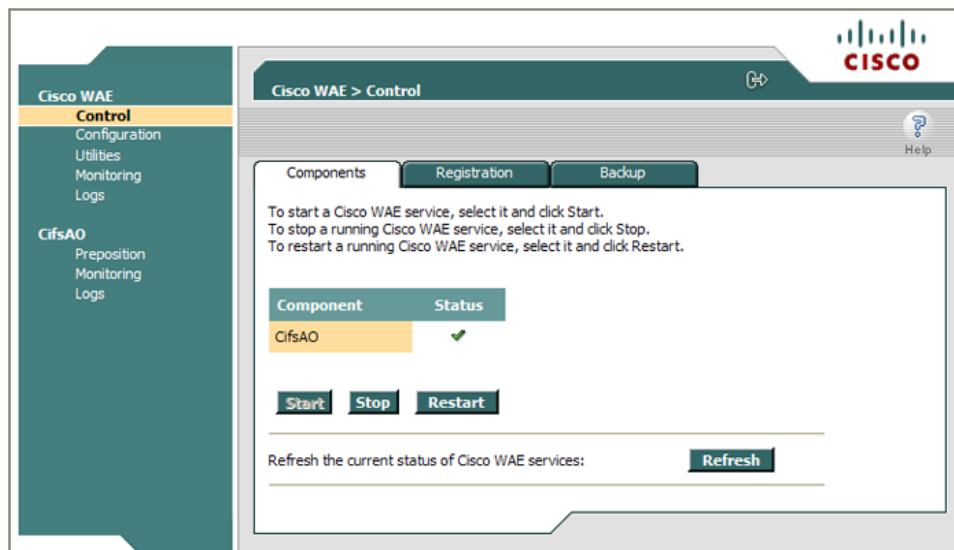 CISCO
Cisco WAE
Control
Configuration
Utilities
Monitoring
Logs
CifsAO
Preposition
Monitoring
Logs
Cisco WAE > Control
Help
Components Registration Backup
To start a Cisco WAE service, select it and click Start.
To stop a running Cisco WAE service, select it and click Stop.
To restart a running Cisco WAE service, select it and click Restart.
Component Status
CifsAO
Start Stop Restart
Refresh the current status of Cisco WAE services: Refresh